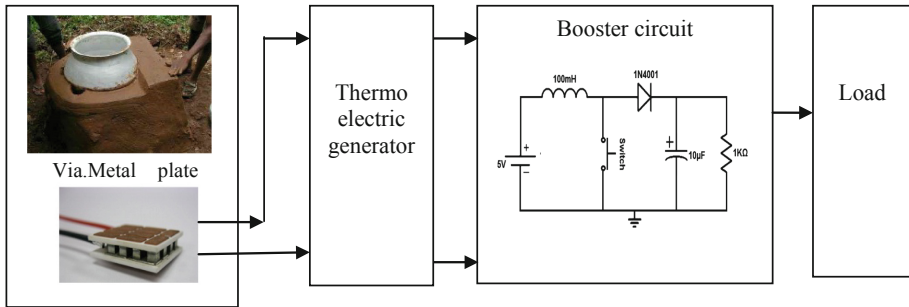 Via.Metal plate
Thermo
electric
generator
Booster circuit
100mH
1N4001
+
5V
−
Switch
+
10µF
1KΩ
Load